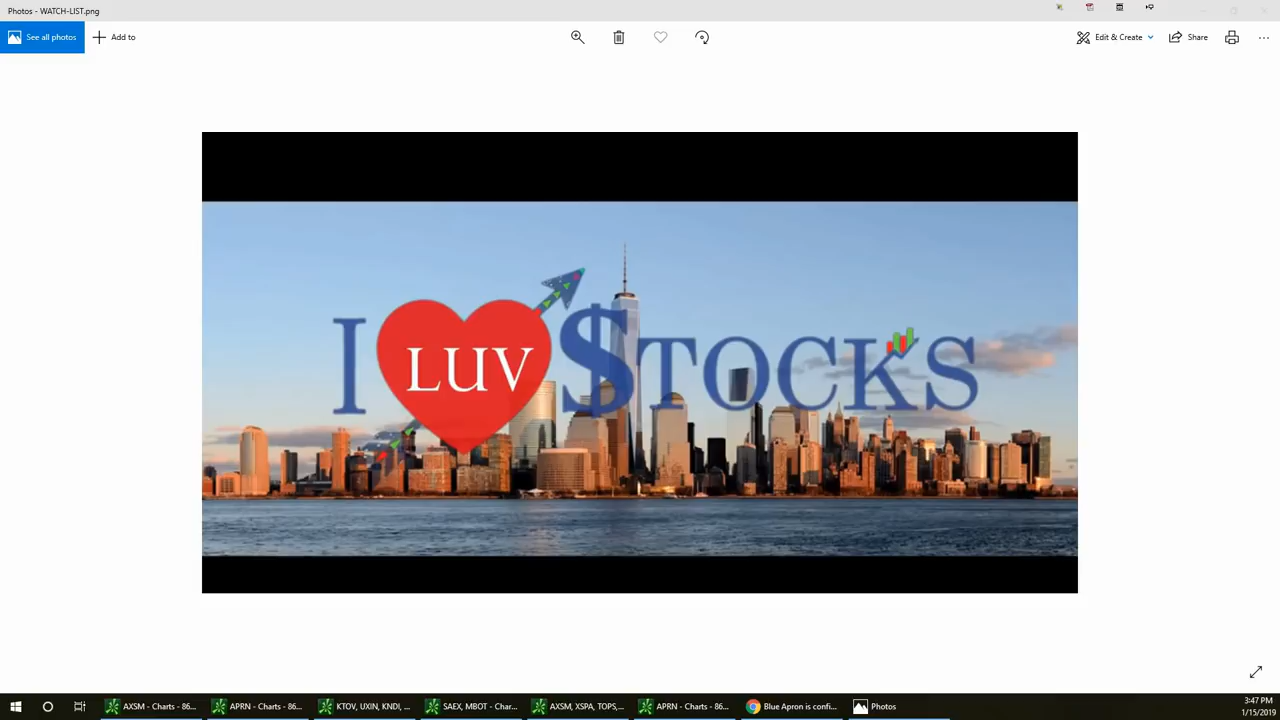 Photos - WATCH-LIST.png
See all photos
Add to
Edit & Create
Share
I LUV $TOCKS
AXSM - Charts - 86...
APRN - Charts - 86...
KTOV, UXIN, KNDI, ...
SAEX, MBOT - Char...
AXSM, XSPA, TOPS,...
APRN - Charts - 86...
Blue Apron is confi...
Photos
3:47 PM
1/15/2019